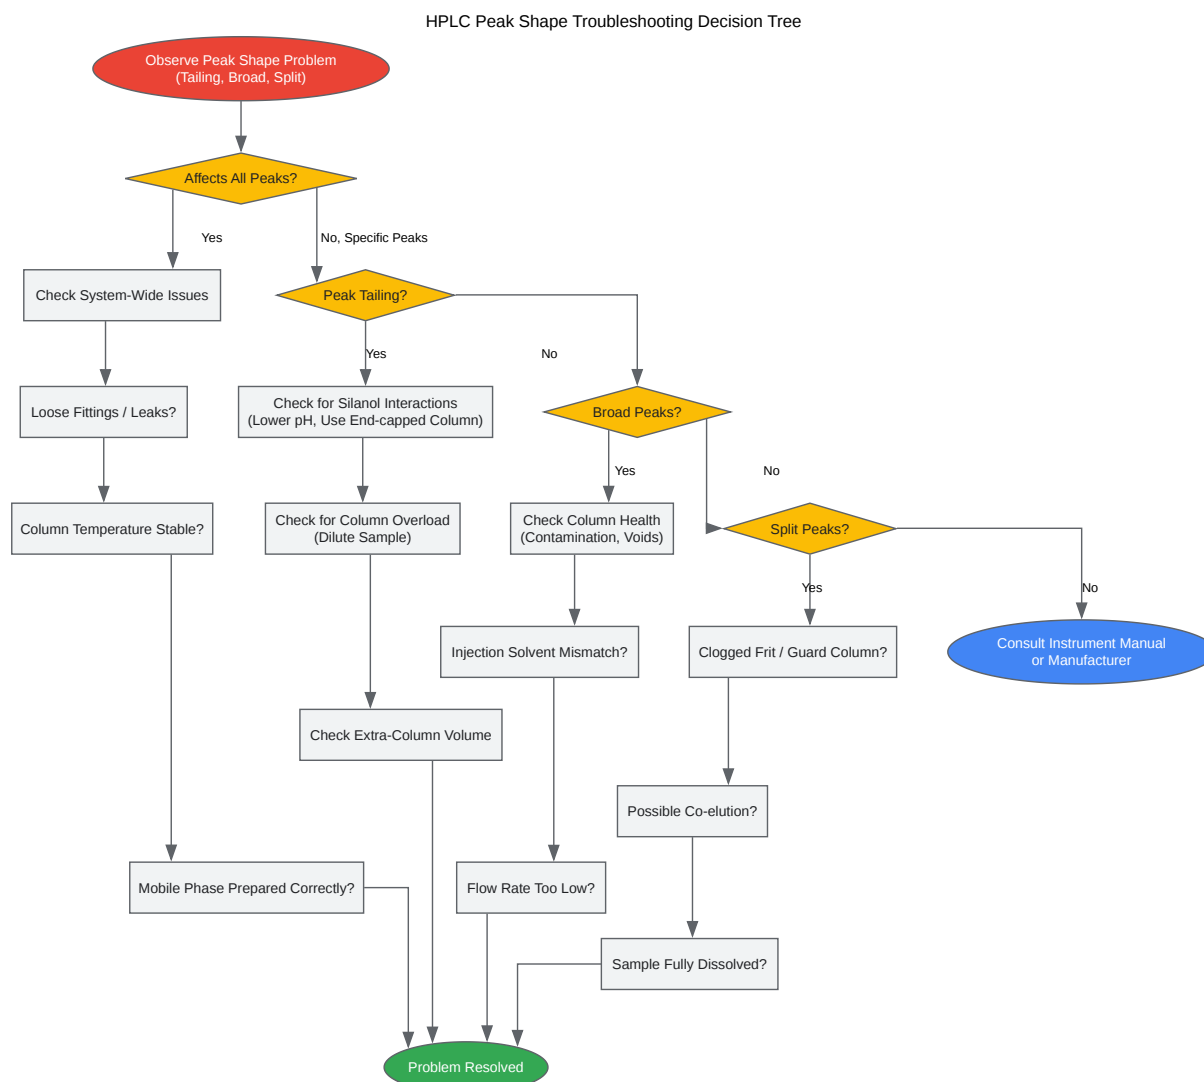 HPLC Peak Shape Troubleshooting Decision Tree
Observe Peak Shape Problem
(Tailing, Broad, Split)
Affects All Peaks?
Yes
No, Specific Peaks
Check System-Wide Issues
Peak Tailing?
Yes
No
Loose Fittings / Leaks?
Check for Silanol Interactions
(Lower pH, Use End-capped Column)
Broad Peaks?
Yes
No
Column Temperature Stable?
Check for Column Overload
(Dilute Sample)
Check Column Health
(Contamination, Voids)
Split Peaks?
Yes
No
Injection Solvent Mismatch?
Clogged Frit / Guard Column?
Consult Instrument Manual
or Manufacturer
Check Extra-Column Volume
Possible Co-elution?
Mobile Phase Prepared Correctly?
Flow Rate Too Low?
Sample Fully Dissolved?
Problem Resolved